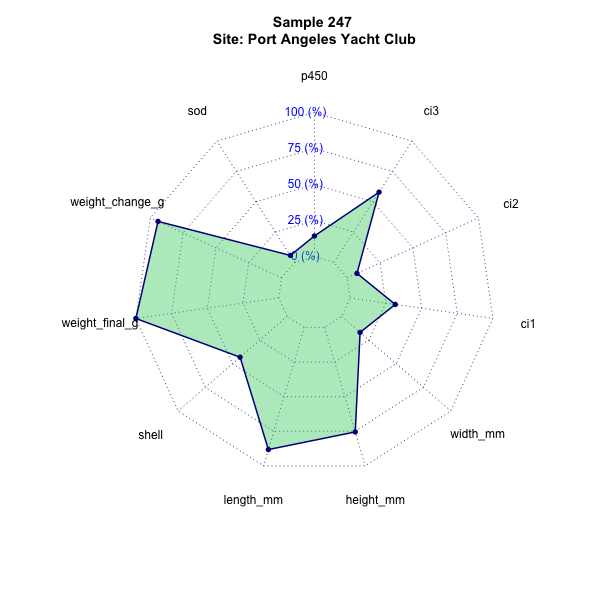 Sample 247
Site: Port Angeles Yacht Club
p450
sod
ci3
100 (%)
75 (%)
50 (%)
25 (%)
0 (%)
weight_change_g
ci2
weight_final_g
ci1
shell
width_mm
length_mm
height_mm